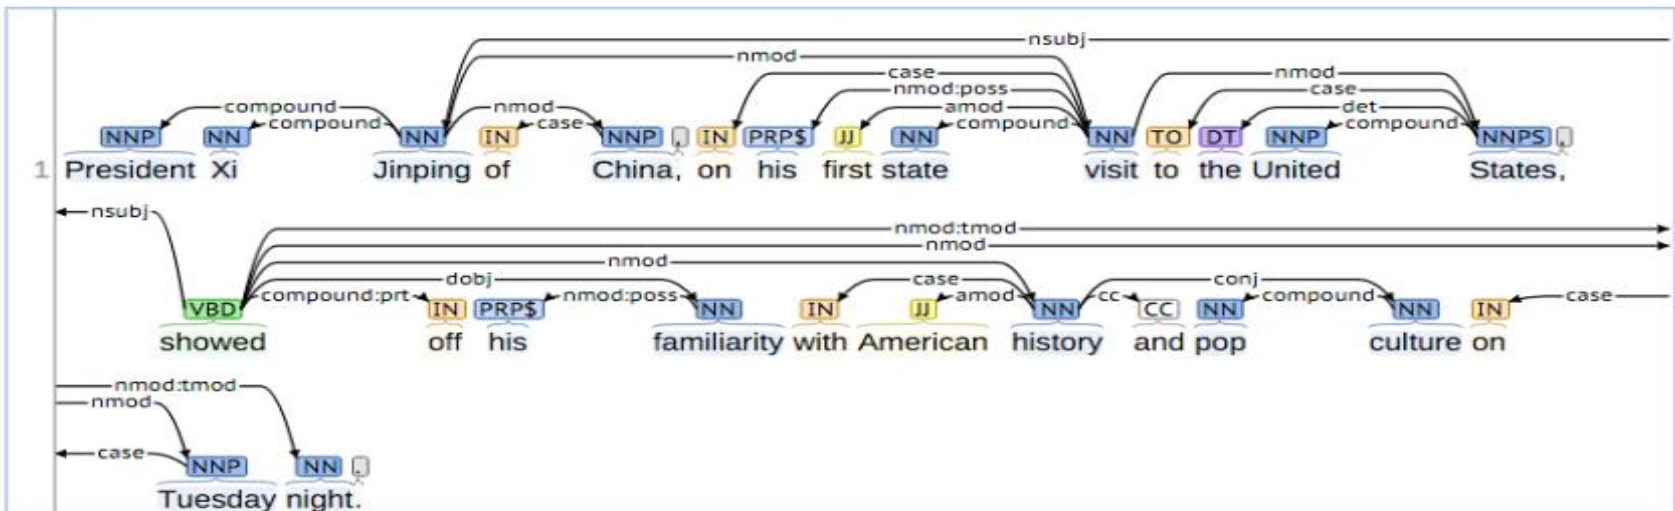 nsubj
nmod
case nmod
nmod:poss case
compound nmod amod det
compound case compound compound
NNP NN NN IN NNP , IN PRP$ JJ NN NN TO DT NNP NNPS ,
1 President Xi Jinping of China, on his first state visit to the United States,
nsubj
nmod:tmod
nmod
nmod
dobj case conj
compound:prt nmod:poss amod cc compound case
VBD IN PRP$ NN IN JJ NN CC NN NN IN
showed off his familiarity with American history and pop culture on
nmod:tmod
nmod
case
NNP NN .
Tuesday night.